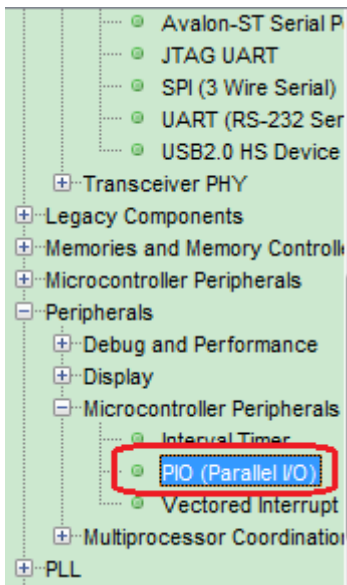 Avalon-ST Serial P
JTAG UART
SPI (3 Wire Serial)
UART (RS-232 Ser
USB2.0 HS Device
Transceiver PHY
Legacy Components
Memories and Memory Controlle
Microcontroller Peripherals
Peripherals
Debug and Performance
Display
Microcontroller Peripherals
Interval Timer
PIO (Parallel I/O)
Vectored Interrupt
Multiprocessor Coordination
PLL